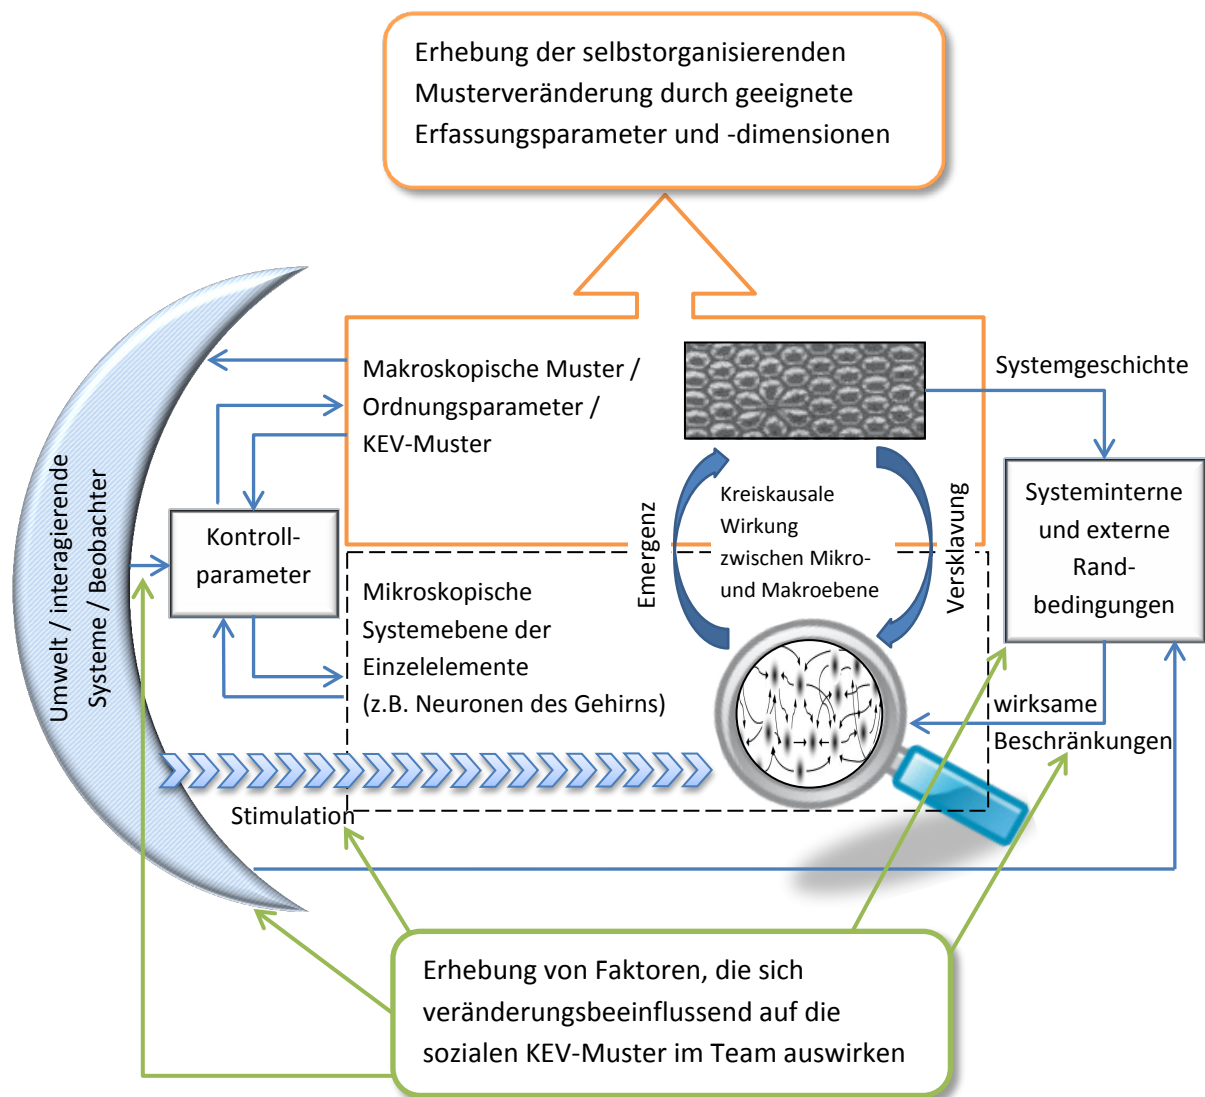 Erhebung der selbstorganisierenden
Musterveränderung durch geeignete
Erfassungsparameter und -dimensionen
Umwelt / interagierende
Systeme / Beobachter
Makroskopische Muster /
Ordnungsparameter /
KEV-Muster
Systemgeschichte
Kontroll-
parameter
Emergenz
Kreiskausale
Wirkung
zwischen Mikro-
und Makroebene
Versklavung
Systeminterne
und externe
Rand-
bedingungen
Mikroskopische
Systemebene der
Einzelelemente
(z.B. Neuronen des Gehirns)
wirksame
Beschränkungen
Stimulation
Erhebung von Faktoren, die sich
veränderungsbeeinflussend auf die
sozialen KEV-Muster im Team auswirken